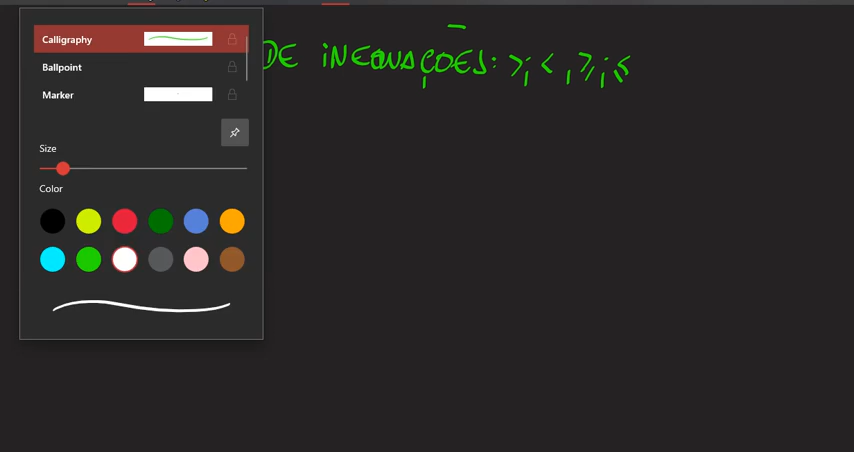 Calligraphy
Ballpoint
Marker
Size
Color
DE INEQUAÇÕES: >; < , ≥; ≤